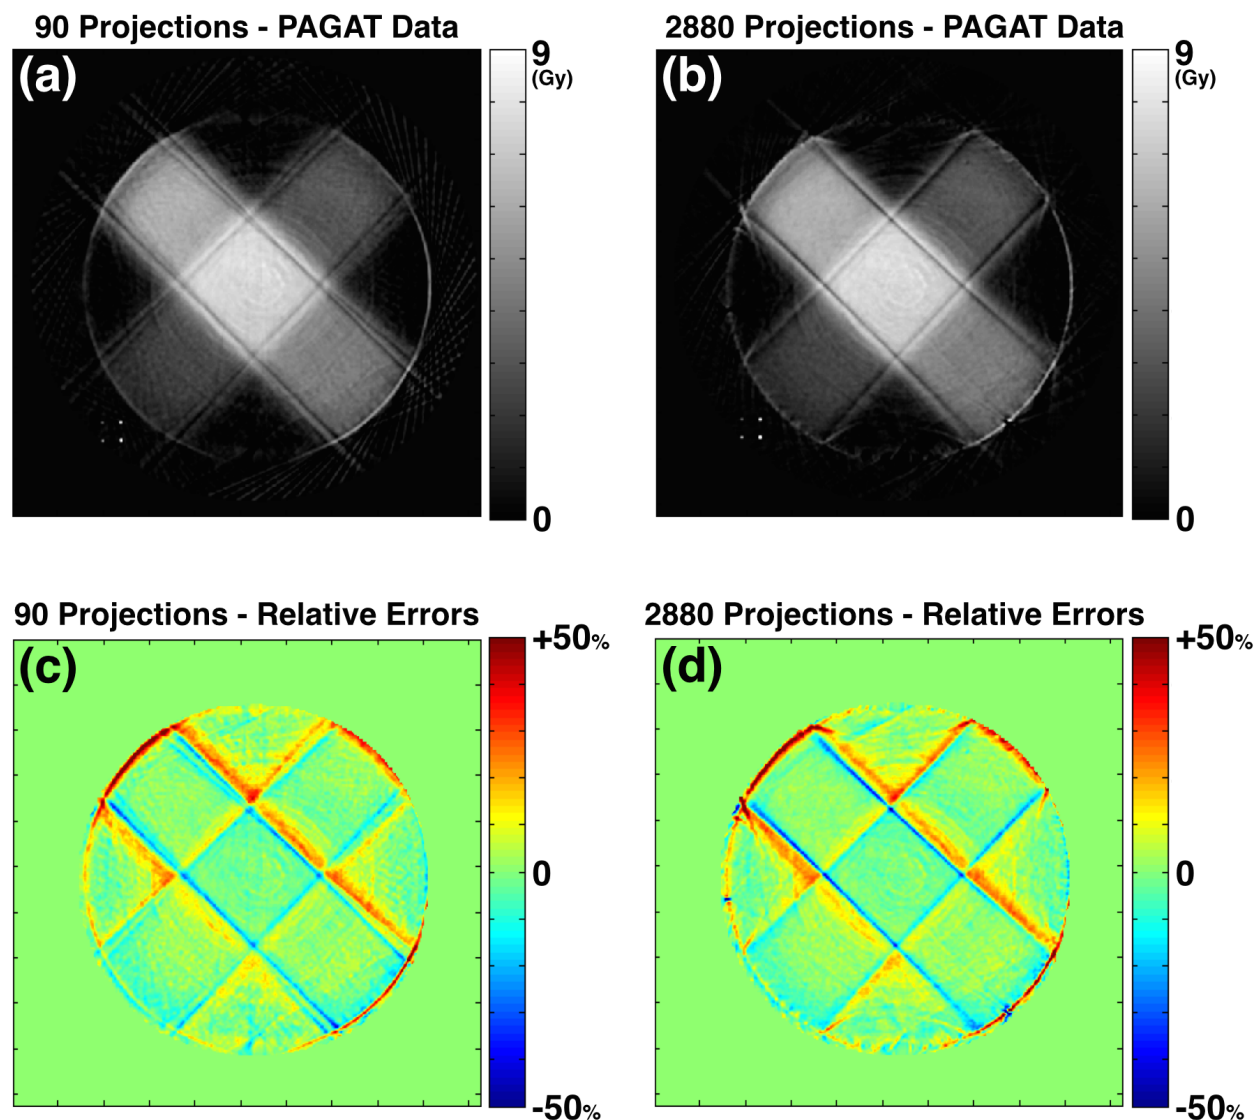 90 Projections - PAGAT Data
2880 Projections - PAGAT Data
(a)
9
(Gy)
0
(b)
9
(Gy)
0
90 Projections - Relative Errors
2880 Projections - Relative Errors
(c)
+50%
0
-50%
(d)
+50%
0
-50%